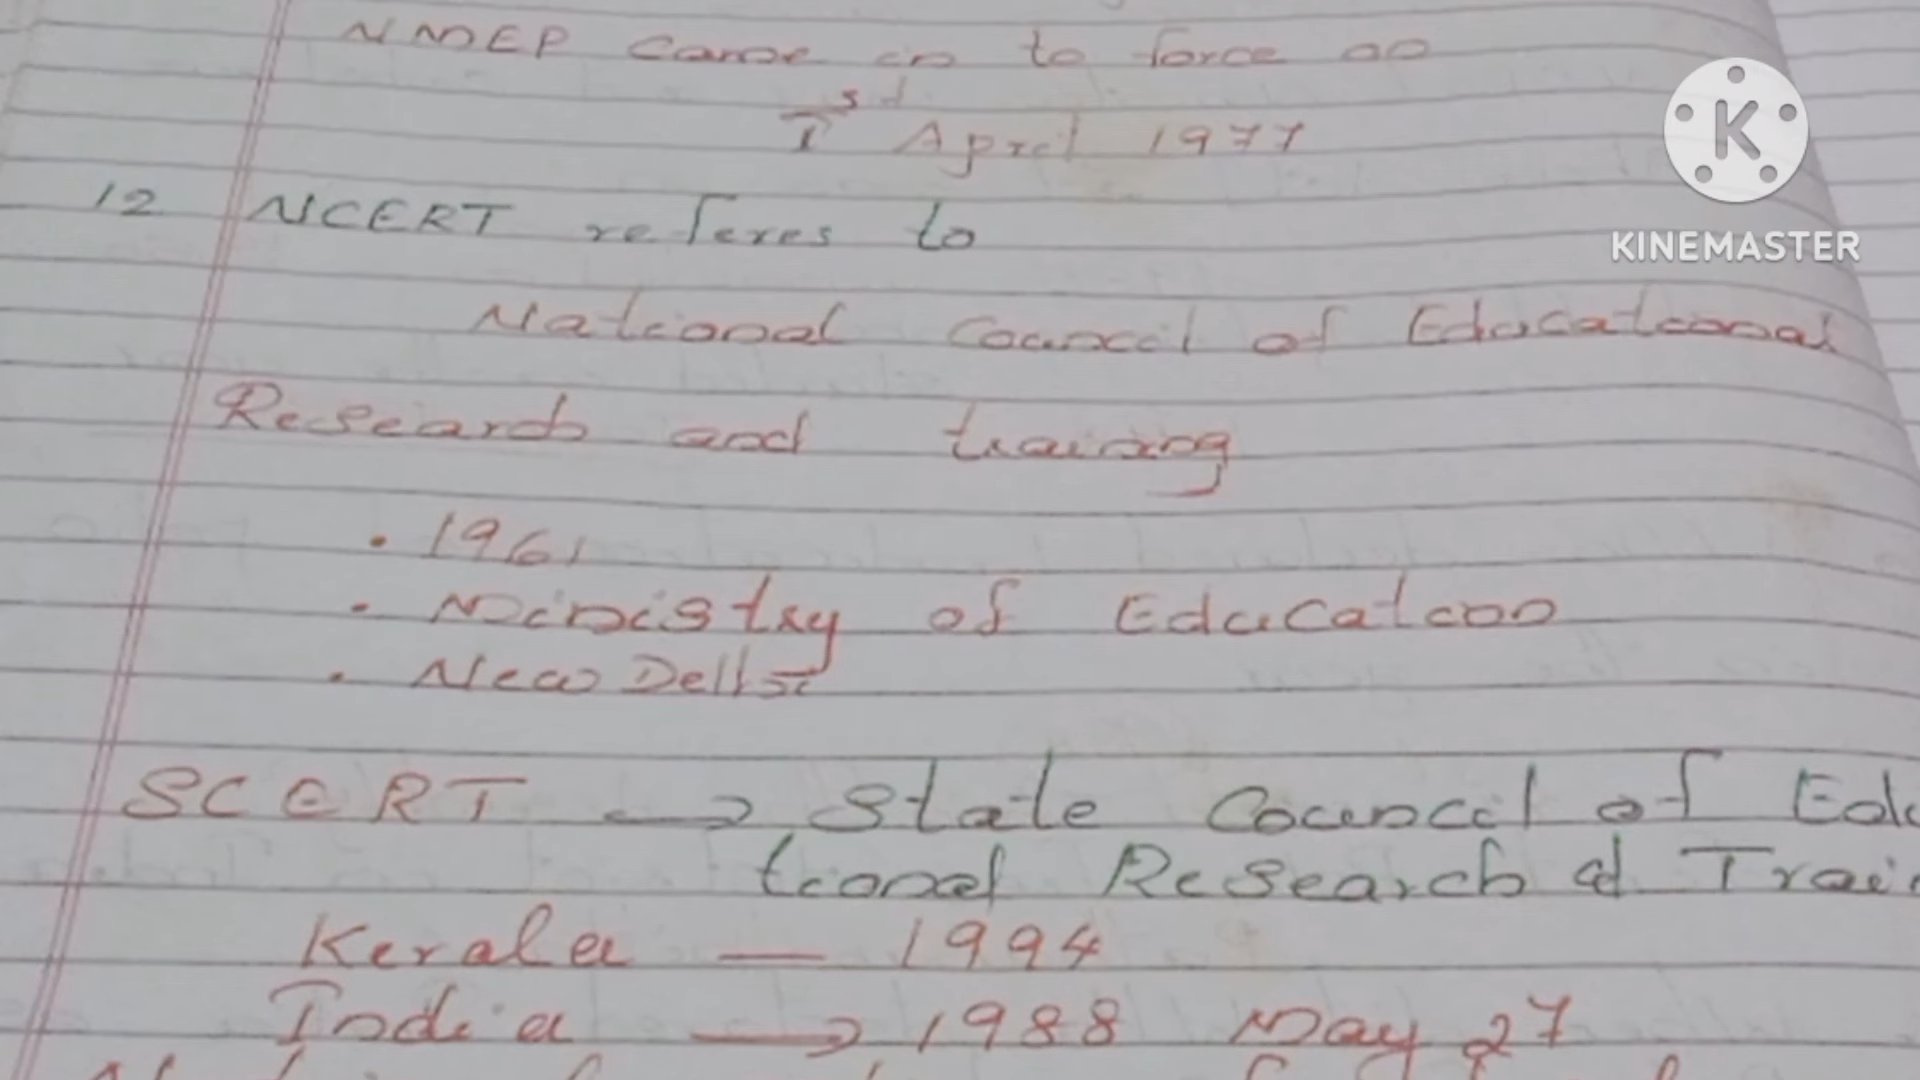 NMEP came in to force on
1st April 1977
12 NCERT referes to
National Council of Educational
Research and training
• 1961
• Ministry of Education
• New Delhi
SCERT → State Council of Edu
tional Research & Trai
Kerala — 1994
India → 1988 May 27
K
KINEMASTER